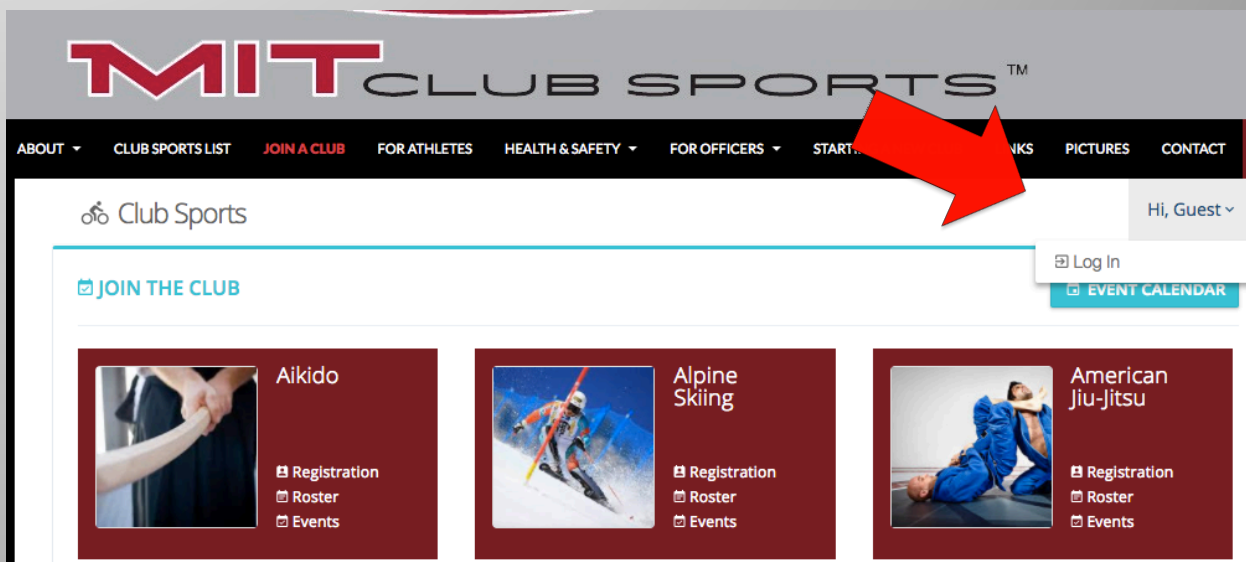 MIT CLUB SPORTS™
ABOUT CLUB SPORTS LIST JOIN A CLUB FOR ATHLETES HEALTH & SAFETY FOR OFFICERS PICTURES CONTACT
Club Sports
Hi, Guest
Log In
JOIN THE CLUB
EVENT CALENDAR
Aikido
Registration
Roster
Events
Alpine
Skiing
Registration
Roster
Events
American
Jiu-Jitsu
Registration
Roster
Events